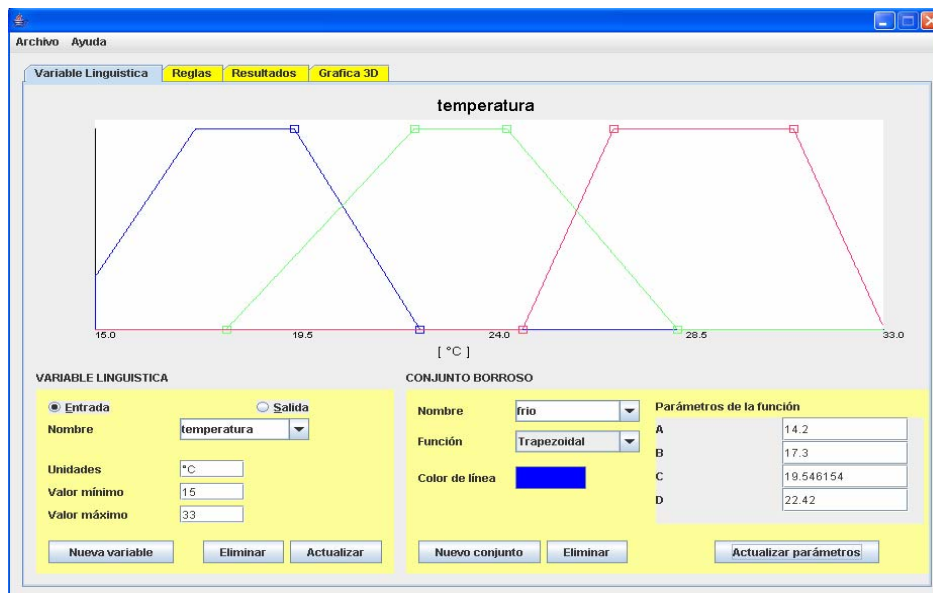 Archivo Ayuda
Variable Linguistica Reglas Resultados Grafica 3D
temperatura
15.0 19.5 24.0 28.5 33.0
[ °C ]
VARIABLE LINGUISTICA
Entrada Salida
Nombre temperatura
Unidades °C
Valor mínimo 15
Valor máximo 33
Nueva variable Eliminar Actualizar
CONJUNTO BORROSO
Nombre frio
Función Trapezoidal
Color de línea
Nuevo conjunto Eliminar
Parámetros de la función
A 14.2
B 17.3
C 19.546154
D 22.42
Actualizar parámetros